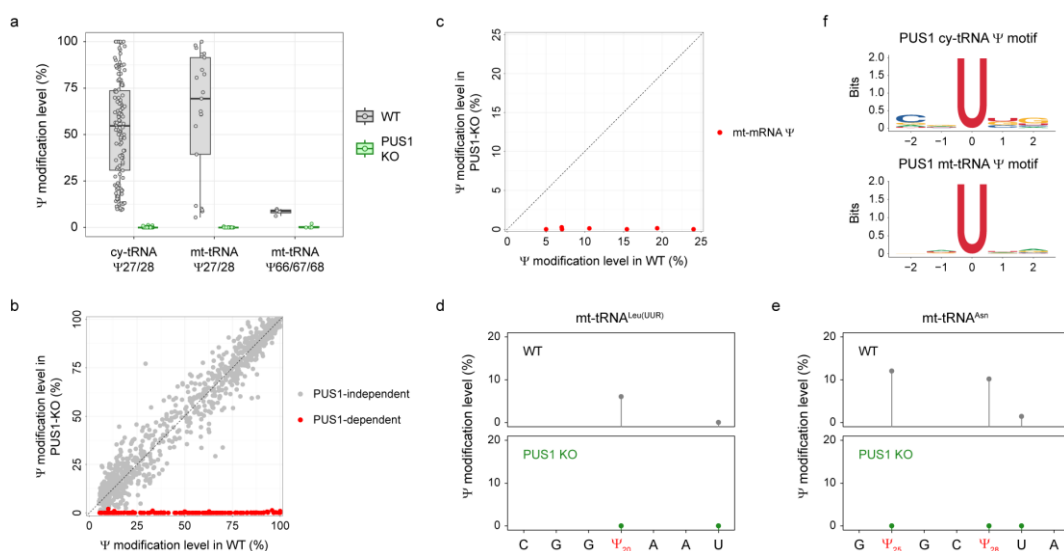 a
Ψ modification level (%)
100
75
50
25
0
cy-tRNA
Ψ27/28
mt-tRNA
Ψ27/28
mt-tRNA
Ψ66/67/68
WT
PUS1
KO
b
Ψ modification level in
PUS1-KO (%)
100
75
50
25
0
0
25
50
75
100
Ψ modification level in WT (%)
PUS1-independent
PUS1-dependent
c
Ψ modification level in
PUS1-KO (%)
25
20
15
10
5
0
0
5
10
15
20
25
Ψ modification level in WT (%)
mt-mRNA Ψ
d
mt-tRNALeu(UUR)
Ψ modification level (%)
WT
20
10
0
PUS1 KO
20
10
0
C G G Ψ20 A A U
e
mt-tRNAAsn
Ψ modification level (%)
WT
20
10
0
PUS1 KO
20
10
0
G Ψ25 G C Ψ28 U A
f
PUS1 cy-tRNA Ψ motif
Bits
2.0
1.5
1.0
0.5
0.0
C U
−2 −1 0 1 2
PUS1 mt-tRNA Ψ motif
Bits
2.0
1.5
1.0
0.5
0.0
U
−2 −1 0 1 2